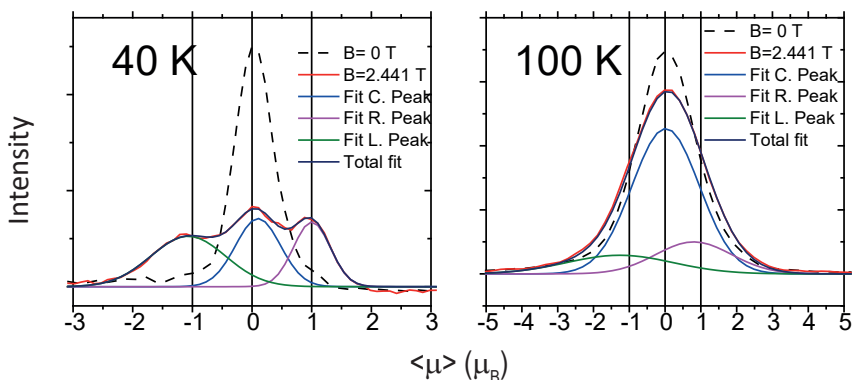 Intensity
40 K
B= 0 T
B=2.441 T
Fit C. Peak
Fit R. Peak
Fit L. Peak
Total fit
-3 -2 -1 0 1 2 3
100 K
B= 0 T
B=2.441 T
Fit C. Peak
Fit R. Peak
Fit L. Peak
Total fit
-5 -4 -3 -2 -1 0 1 2 3 4 5
<μ> (μ_B)